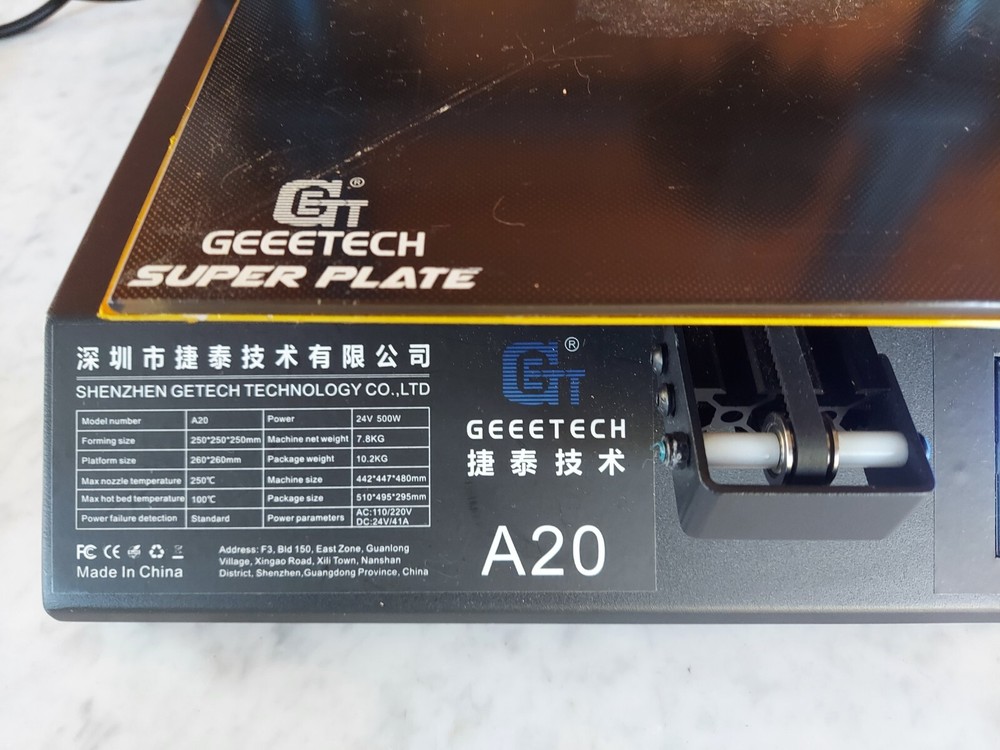 GET®
GEEETECH
SUPER PLATE
深圳市捷泰技术有限公司
SHENZHEN GETECH TECHNOLOGY CO.,LTD
Model number A20 Power 24V 500W
Forming size 250*250*250mm Machine net weight 7.8KG
Platform size 260*260mm Package weight 10.2KG
Max nozzle temperature 250℃ Machine size 442*447*480mm
Max hot bed temperature 100℃ Package size 510*495*295mm
Power failure detection Standard Power parameters AC:110/220V
DC:24V/41A
FC CE
Made In China
Address: F3, Bld 150, East Zone, Guanlong
Village, Xingao Road, Xili Town, Nanshan
District, Shenzhen,Guangdong Province, China
GET®
GEEETECH
捷泰技术
A20